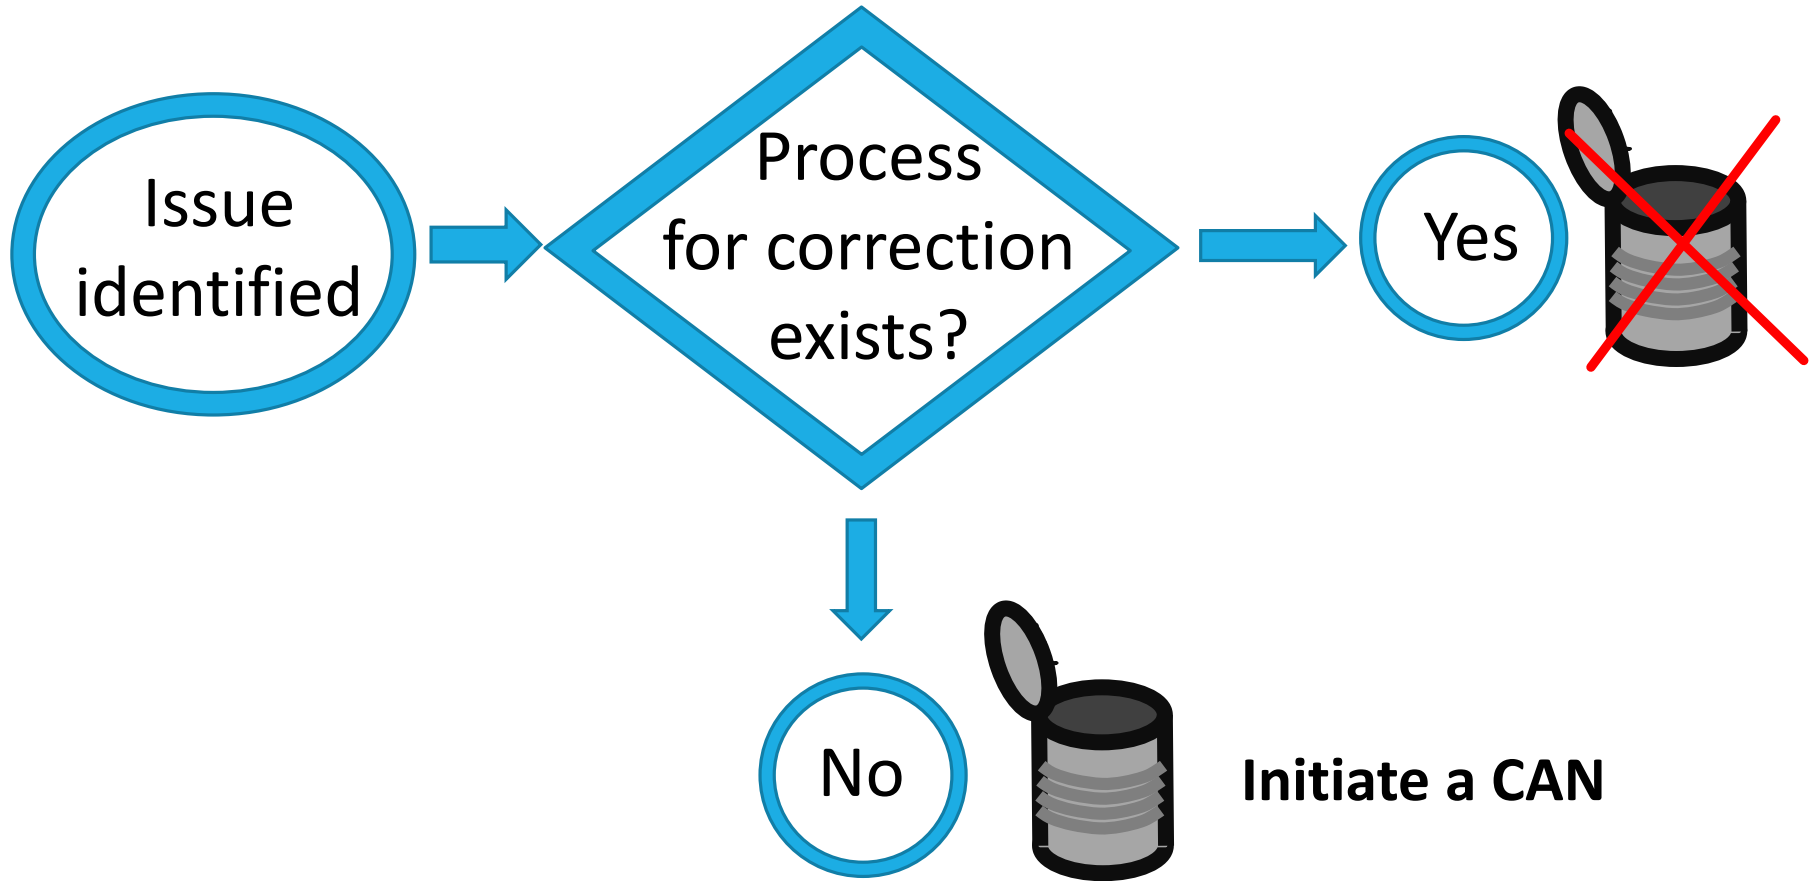 Issue
identified
Process
for correction
exists?
Yes
No
Initiate a CAN